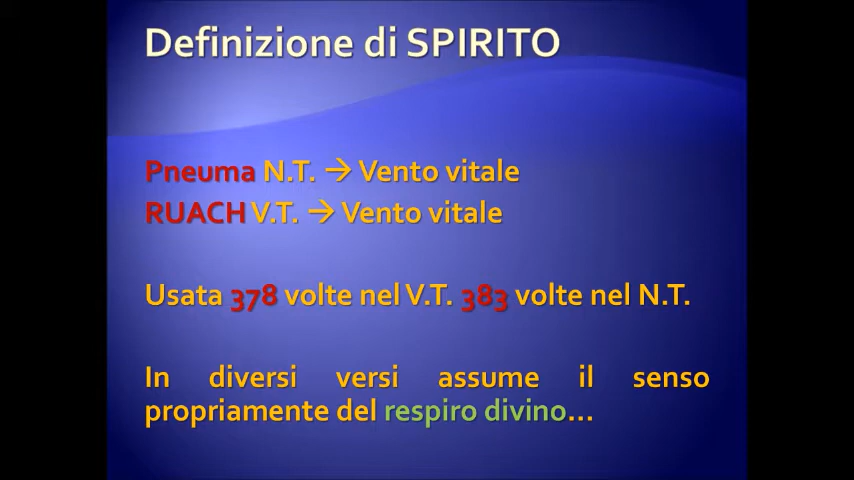 Definizione di SPIRITO
Pneuma N.T. → Vento vitale
RUACH V.T. → Vento vitale
Usata 378 volte nel V.T. 383 volte nel N.T.
In diversi versi assume il senso
propriamente del respiro divino...